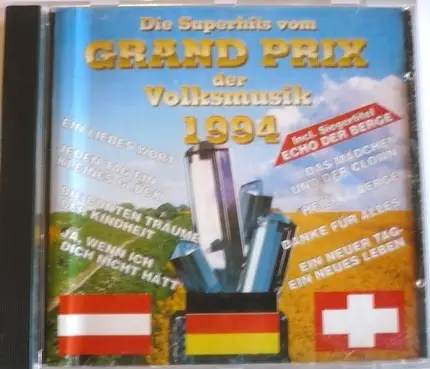 Die Superhits vom
GRAND PRIX
der
Volksmusik
1994
EIN LIEBES WORT
JEDEN TAG EIN
KLEINES GLÜCK
DIE BUNTEN TRÄUME
DER KINDHEIT
JA, WENN ICH
DICH NICHT HÄTT
Incl. Siegertitel
ECHO DER BERGE
DAS MÄDCHEN
UND DER CLOWN
BERGE
DANKE FÜR ALLES
EIN NEUER TAG,
EIN NEUES LEBEN